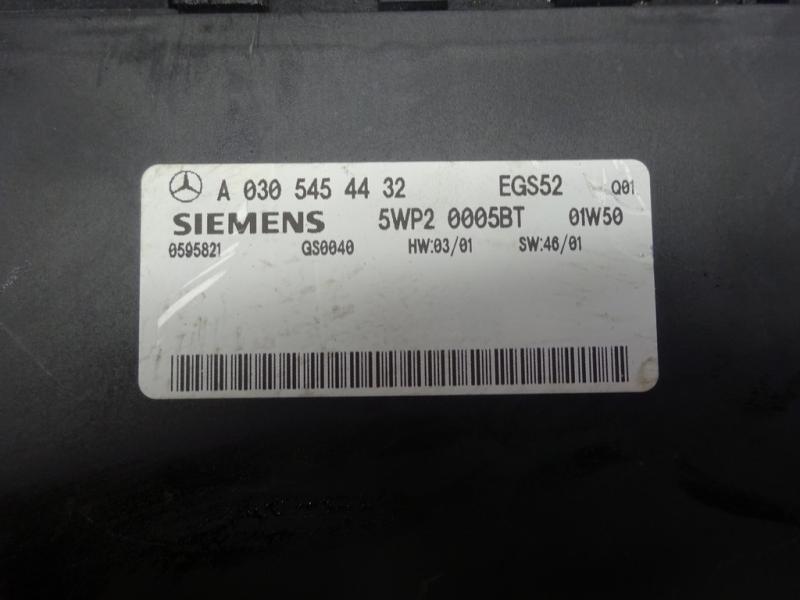 A 030 545 44 32 EGS52 Q01
SIEMENS 5WP2 0005BT 01W50
0595821 GS0040 HW:03/01 SW:46/01